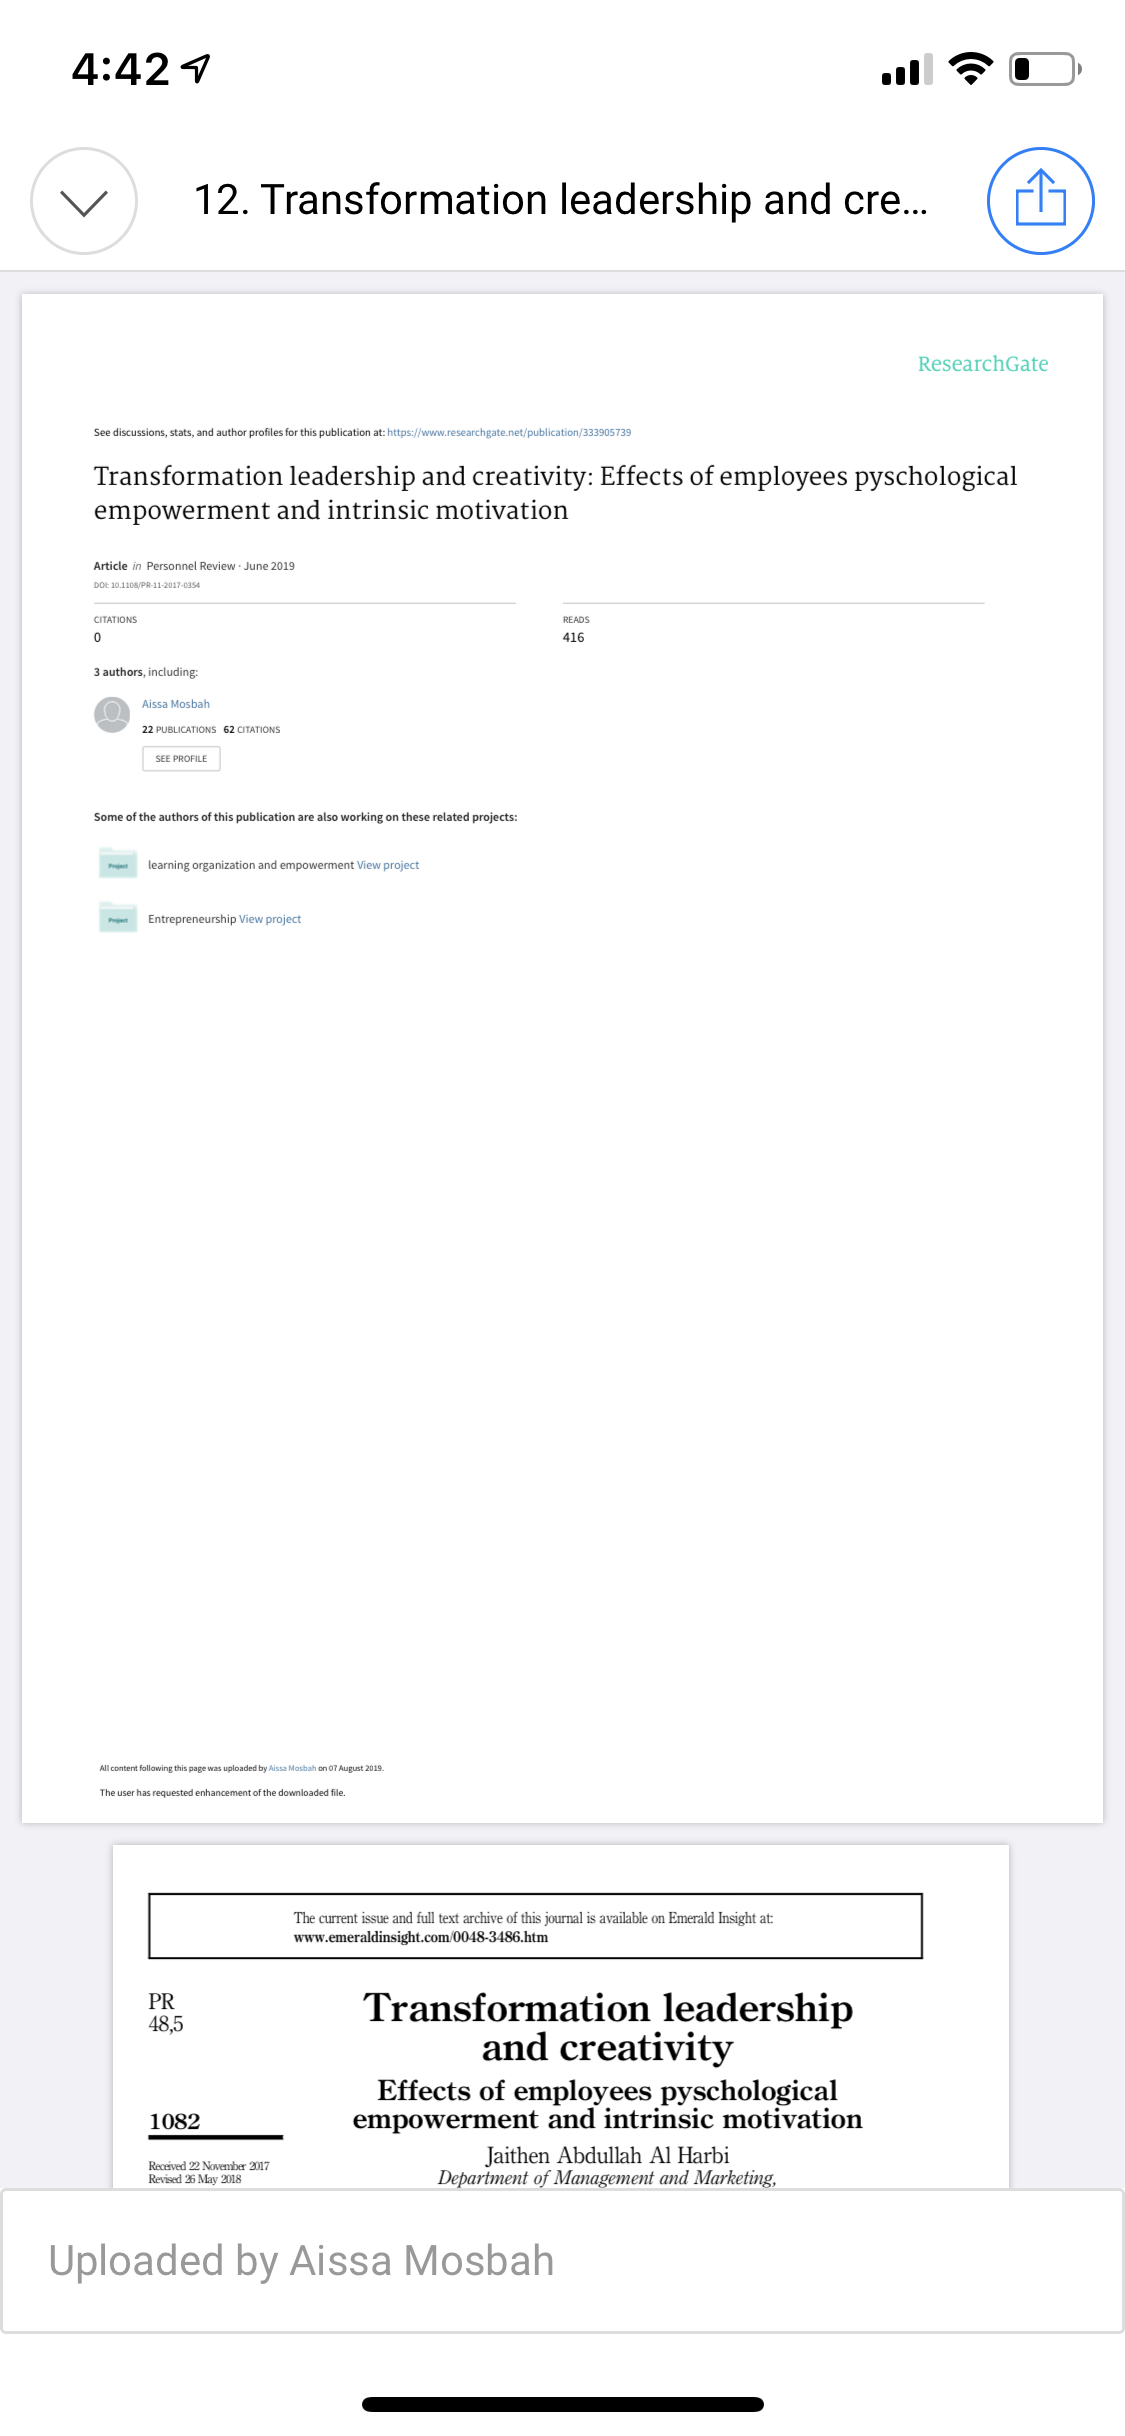 4:42
12. Transformation leadership and cre...
ResearchGate
See discussions, stats, and author profiles for this publication at: https://www.researchgate.net/publication/333905739
Transformation leadership and creativity: Effects of employees pyschological
empowerment and intrinsic motivation
Article in Personnel Review · June 2019
DOI: 10.1108/PR-11-2017-0354
CITATIONS
0
READS
416
3 authors, including:
Aissa Mosbah
22 PUBLICATIONS 62 CITATIONS
SEE PROFILE
Some of the authors of this publication are also working on these related projects:
Project
learning organization and empowerment View project
Project
Entrepreneurship View project
All content following this page was uploaded by Aissa Mosbah on 07 August 2019.
The user has requested enhancement of the downloaded file.
The current issue and full text archive of this journal is available on Emerald Insight at:
www.emeraldinsight.com/0048-3486.htm
PR
48,5
1082
Received 22 November 2017
Revised 26 May 2018
Transformation leadership
and creativity
Effects of employees pyschological
empowerment and intrinsic motivation
Jaithen Abdullah Al Harbi
Department of Management and Marketing,
Uploaded by Aissa Mosbah